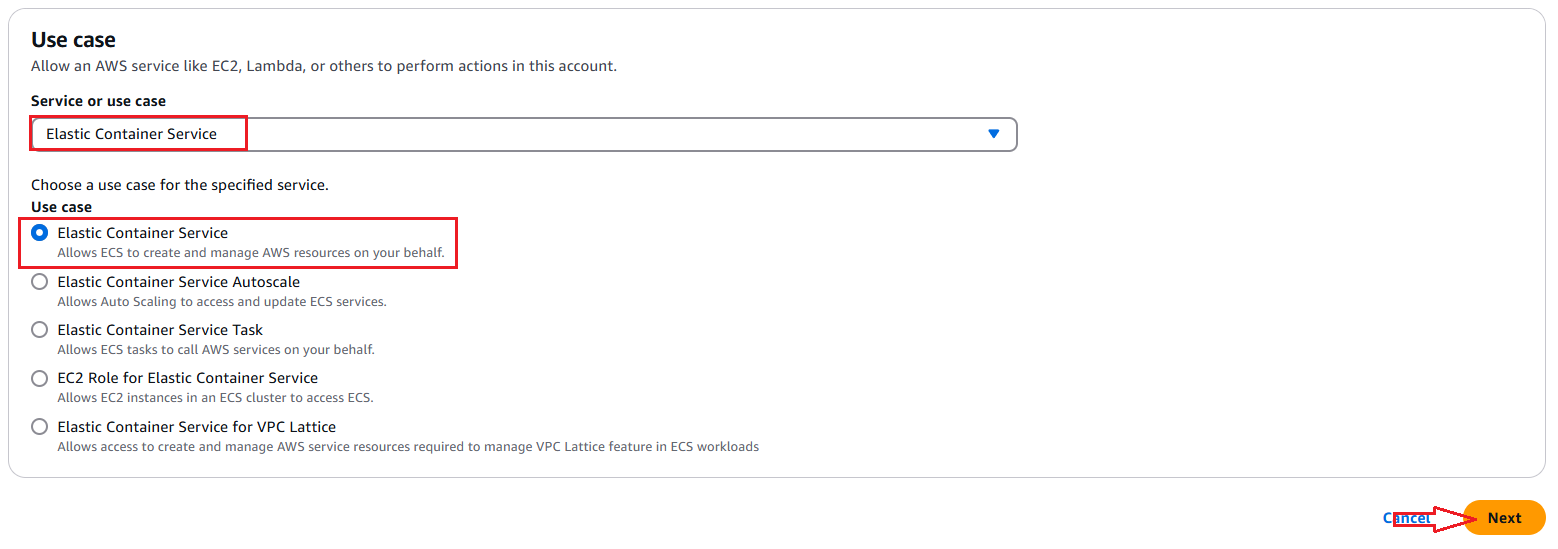 Use case
Allow an AWS service like EC2, Lambda, or others to perform actions in this account.
Service or use case
Elastic Container Service
Choose a use case for the specified service.
Use case
Elastic Container Service
Allows ECS to create and manage AWS resources on your behalf.
Elastic Container Service Autoscale
Allows Auto Scaling to access and update ECS services.
Elastic Container Service Task
Allows ECS tasks to call AWS services on your behalf.
EC2 Role for Elastic Container Service
Allows EC2 instances in an ECS cluster to access ECS.
Elastic Container Service for VPC Lattice
Allows access to create and manage AWS service resources required to manage VPC Lattice feature in ECS workloads
Cancel Next